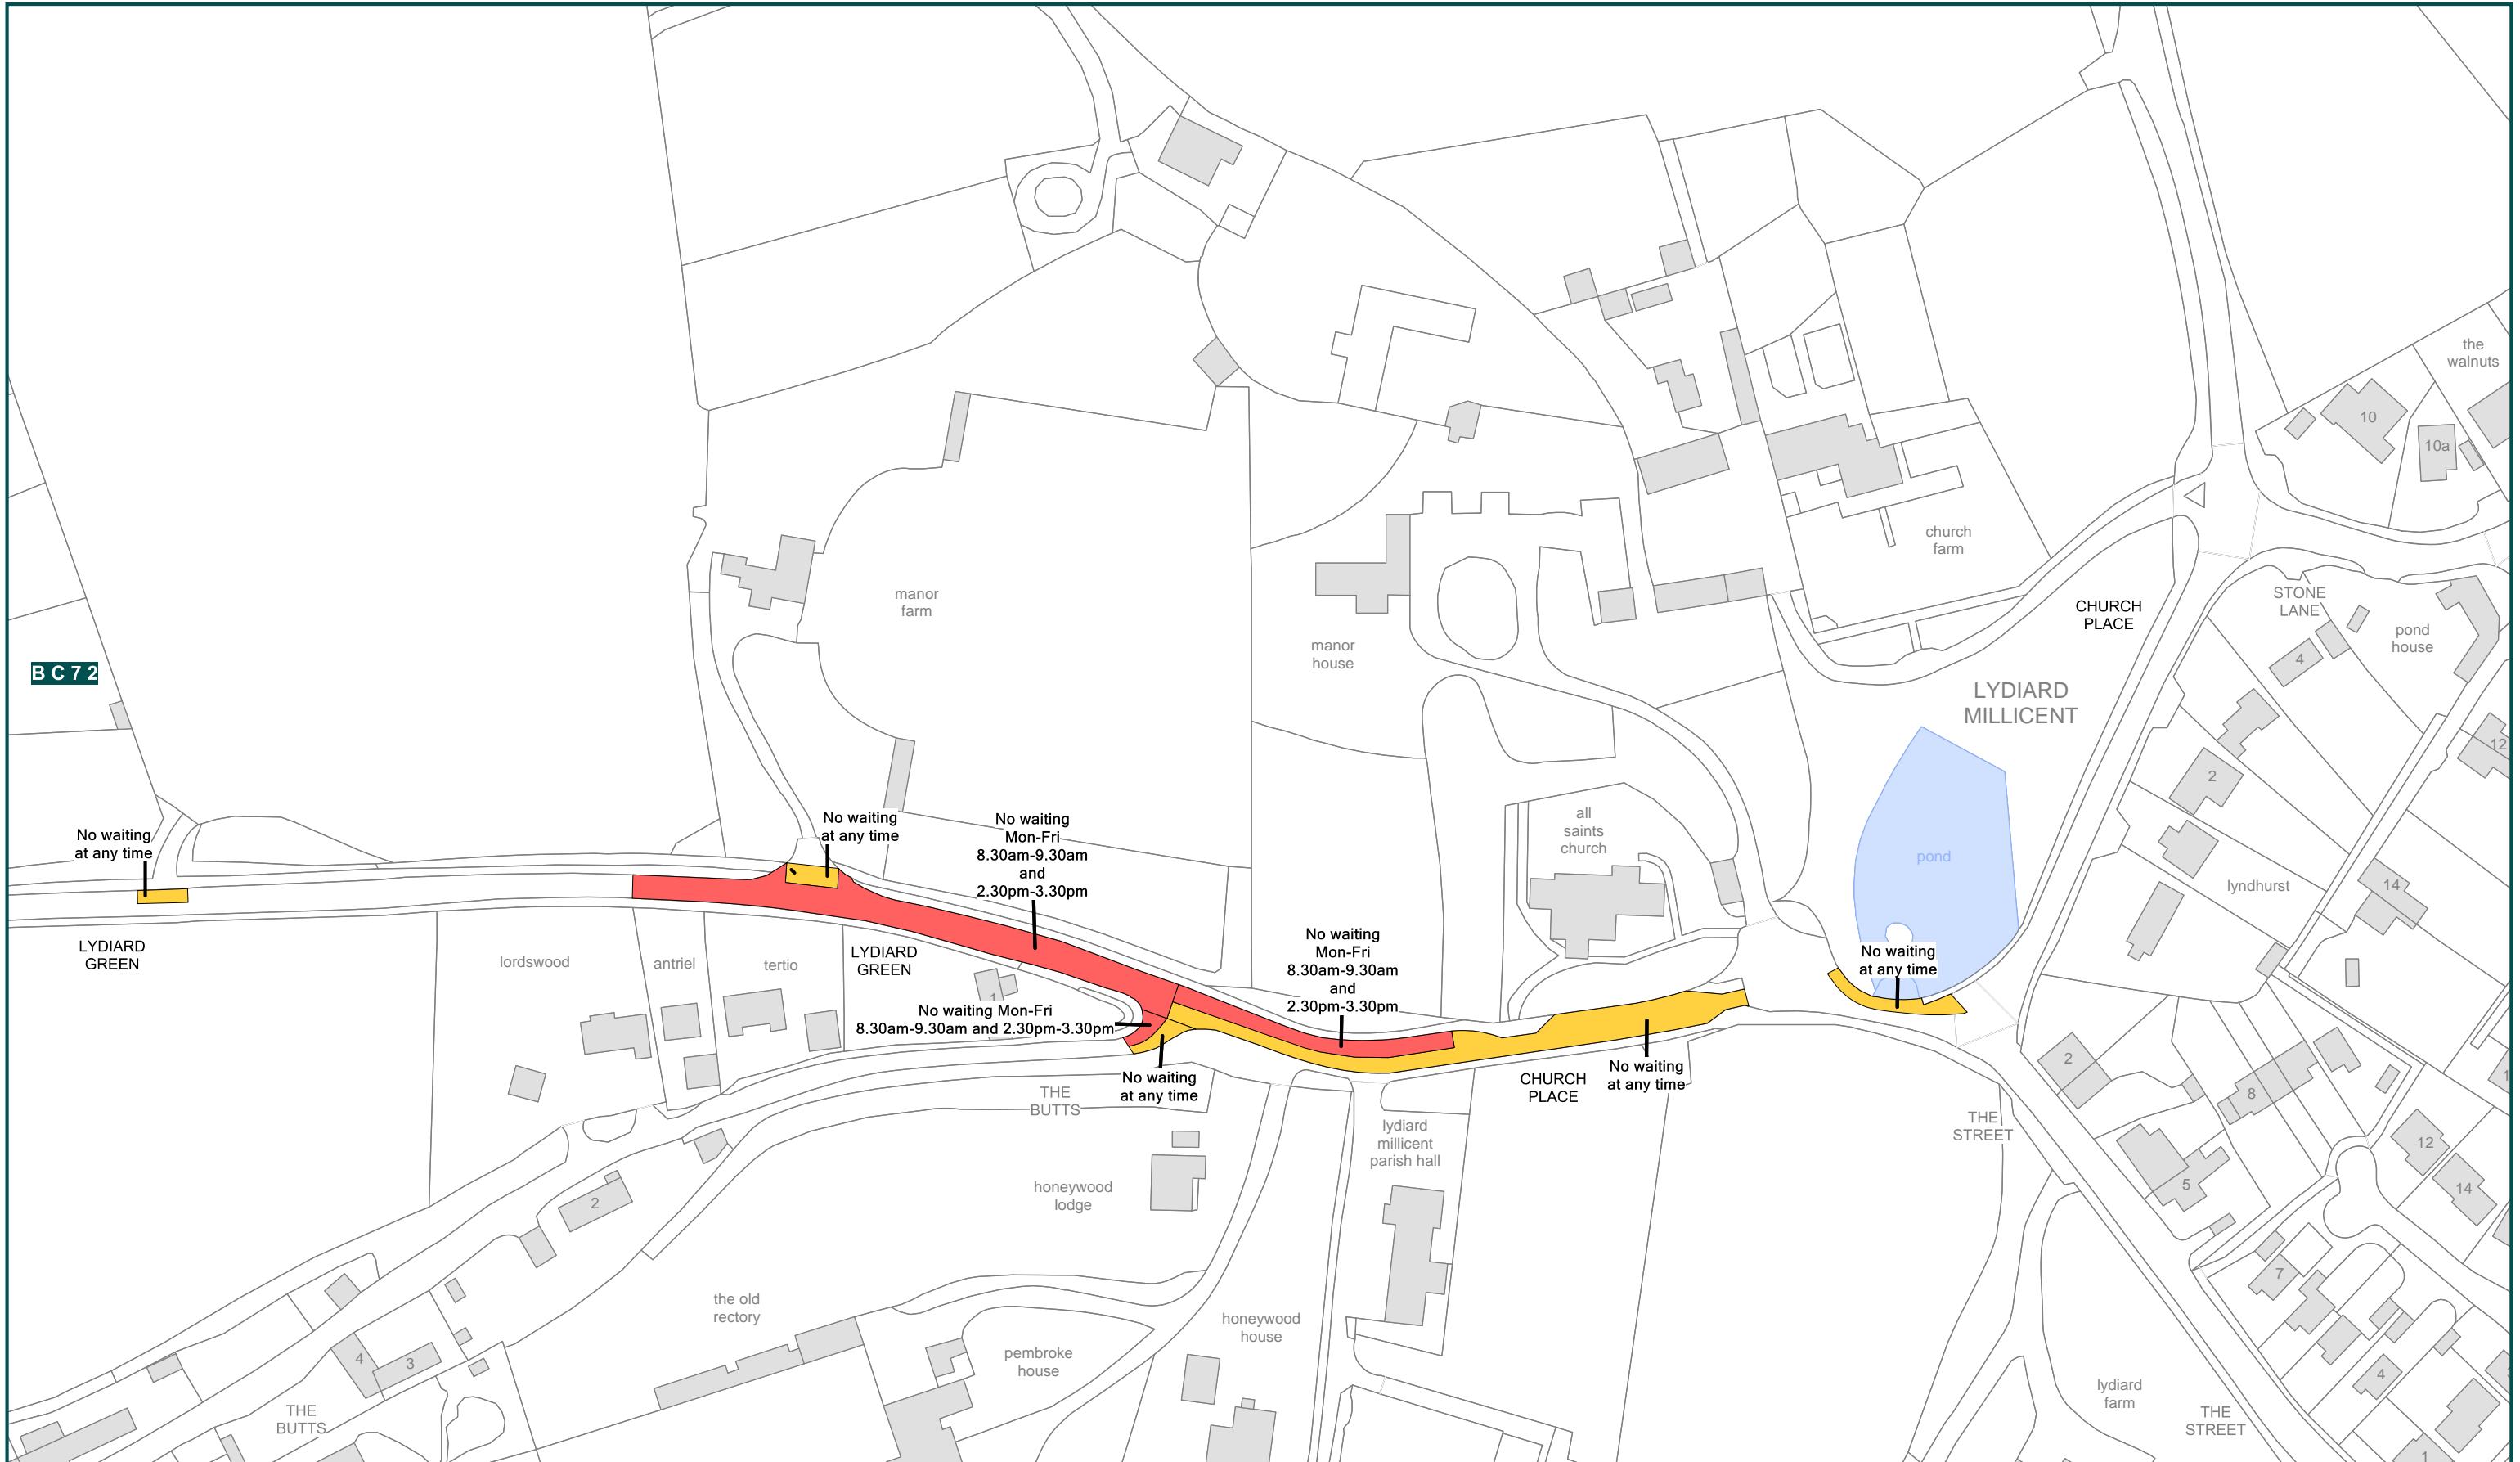 the
walnuts
10
10a
church
farm
manor
farm
STONE
LANE
CHURCH
PLACE
pond
house
4
manor
house
B C 7 2
LYDIARD
MILLICENT
12
2
No waiting
at any time
No waiting
at any time
No waiting
Mon-Fri
8.30am-9.30am
and
2.30pm-3.30pm
all
saints
church
pond
lyndhurst
14
No waiting
Mon-Fri
8.30am-9.30am
and
2.30pm-3.30pm
No waiting
at any time
LYDIARD
GREEN
lordswood
antriel
tertio
LYDIARD
GREEN
1
No waiting Mon-Fri
8.30am-9.30am and 2.30pm-3.30pm
No waiting
at any time
CHURCH
PLACE
No waiting
at any time
2
8
THE
BUTTS
THE
STREET
lydiard
millicent
parish hall
12
14
5
2
honeywood
lodge
7
the old
rectory
honeywood
house
4
3
pembroke
house
4
lydiard
farm
THE
BUTTS
THE
STREET
1